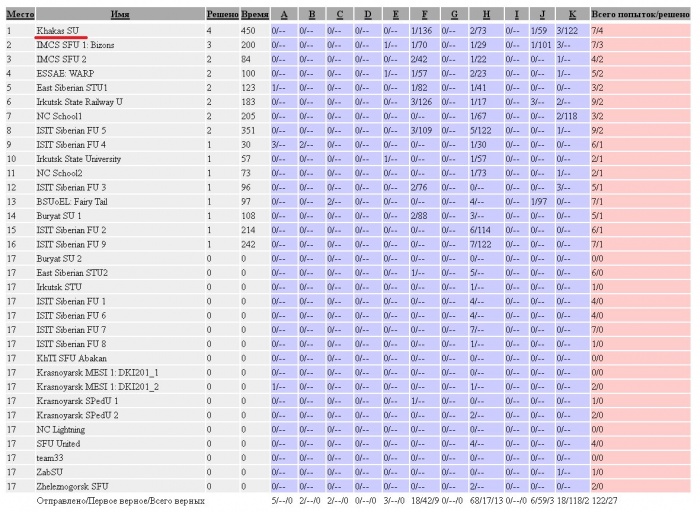 Место Имя Решено Время A B C D E F G H I J K Всего попыток/решено
1 Khakas SU 4 450 0/-- 0/-- 0/-- 0/-- 0/-- 1/136 0/-- 2/73 0/-- 1/59 3/122 7/4
2 IMCS SFU 1: Bizons 3 200 0/-- 0/-- 0/-- 0/-- 1/-- 1/70 0/-- 1/29 0/-- 1/101 3/-- 7/3
3 IMCS SFU 2 2 84 0/-- 0/-- 0/-- 0/-- 0/-- 2/42 0/-- 1/22 0/-- 0/-- 1/-- 4/2
4 ESSAE: WARP 2 100 0/-- 0/-- 0/-- 0/-- 1/-- 1/57 0/-- 2/23 0/-- 0/-- 1/-- 5/2
5 East Siberian STU1 2 123 1/-- 0/-- 0/-- 0/-- 0/-- 1/82 0/-- 1/41 0/-- 0/-- 0/-- 3/2
6 Irkutsk State Railway U 2 183 0/-- 0/-- 0/-- 0/-- 0/-- 3/126 0/-- 1/17 0/-- 3/-- 2/-- 9/2
7 NC School1 2 205 0/-- 0/-- 0/-- 0/-- 0/-- 0/-- 0/-- 1/67 0/-- 0/-- 2/118 3/2
8 ISIT Siberian FU 5 2 351 0/-- 0/-- 0/-- 0/-- 0/-- 3/109 0/-- 5/122 0/-- 0/-- 1/-- 9/2
9 ISIT Siberian FU 4 1 30 3/-- 2/-- 0/-- 0/-- 0/-- 0/-- 0/-- 1/30 0/-- 0/-- 0/-- 6/1
10 Irkutsk State University 1 57 0/-- 0/-- 0/-- 0/-- 1/-- 0/-- 0/-- 1/57 0/-- 0/-- 0/-- 2/1
11 NC School2 1 73 0/-- 0/-- 0/-- 0/-- 0/-- 0/-- 0/-- 1/73 0/-- 0/-- 1/-- 2/1
12 ISIT Siberian FU 3 1 96 0/-- 0/-- 0/-- 0/-- 0/-- 2/76 0/-- 0/-- 0/-- 0/-- 3/-- 5/1
13 BSUoEL: Fairy Tail 1 97 0/-- 0/-- 2/-- 0/-- 0/-- 0/-- 0/-- 4/-- 0/-- 1/97 0/-- 7/1
14 Buryat SU 1 1 108 0/-- 0/-- 0/-- 0/-- 0/-- 2/88 0/-- 3/-- 0/-- 0/-- 0/-- 5/1
15 ISIT Siberian FU 2 1 214 0/-- 0/-- 0/-- 0/-- 0/-- 0/-- 0/-- 6/114 0/-- 0/-- 0/-- 6/1
16 ISIT Siberian FU 9 1 242 0/-- 0/-- 0/-- 0/-- 0/-- 0/-- 0/-- 7/122 0/-- 0/-- 0/-- 7/1
17 Buryat SU 2 0 0 0/-- 0/-- 0/-- 0/-- 0/-- 0/-- 0/-- 0/-- 0/-- 0/-- 0/-- 0/0
17 East Siberian STU2 0 0 0/-- 0/-- 0/-- 0/-- 0/-- 1/-- 0/-- 5/-- 0/-- 0/-- 0/-- 6/0
17 Irkutsk STU 0 0 0/-- 0/-- 0/-- 0/-- 0/-- 0/-- 0/-- 1/-- 0/-- 0/-- 0/-- 1/0
17 ISIT Siberian FU 1 0 0 0/-- 0/-- 0/-- 0/-- 0/-- 0/-- 0/-- 4/-- 0/-- 0/-- 0/-- 4/0
17 ISIT Siberian FU 6 0 0 0/-- 0/-- 0/-- 0/-- 0/-- 0/-- 0/-- 4/-- 0/-- 0/-- 0/-- 4/0
17 ISIT Siberian FU 7 0 0 0/-- 0/-- 0/-- 0/-- 0/-- 0/-- 0/-- 7/-- 0/-- 0/-- 0/-- 7/0
17 ISIT Siberian FU 8 0 0 0/-- 0/-- 0/-- 0/-- 0/-- 0/-- 0/-- 1/-- 0/-- 0/-- 0/-- 1/0
17 KhTI SFU Abakan 0 0 0/-- 0/-- 0/-- 0/-- 0/-- 0/-- 0/-- 0/-- 0/-- 0/-- 0/-- 0/0
17 Krasnoyarsk MESI 1: DKI201_1 0 0 0/-- 0/-- 0/-- 0/-- 0/-- 0/-- 0/-- 0/-- 0/-- 0/-- 0/-- 0/0
17 Krasnoyarsk MESI 1: DKI201_2 0 0 1/-- 0/-- 0/-- 0/-- 0/-- 0/-- 0/-- 1/-- 0/-- 0/-- 0/-- 2/0
17 Krasnoyarsk SPedU 1 0 0 0/-- 0/-- 0/-- 0/-- 0/-- 1/-- 0/-- 0/-- 0/-- 0/-- 0/-- 1/0
17 Krasnoyarsk SPedU 2 0 0 0/-- 0/-- 0/-- 0/-- 0/-- 0/-- 0/-- 2/-- 0/-- 0/-- 0/-- 2/0
17 NC Lightning 0 0 0/-- 0/-- 0/-- 0/-- 0/-- 0/-- 0/-- 0/-- 0/-- 0/-- 0/-- 0/0
17 SFU United 0 0 0/-- 0/-- 0/-- 0/-- 0/-- 0/-- 0/-- 4/-- 0/-- 0/-- 0/-- 4/0
17 team33 0 0 0/-- 0/-- 0/-- 0/-- 0/-- 0/-- 0/-- 0/-- 0/-- 0/-- 0/-- 0/0
17 ZabSU 0 0 0/-- 0/-- 0/-- 0/-- 0/-- 0/-- 0/-- 0/-- 0/-- 0/-- 1/-- 1/0
17 Zheleznogorsk SFU 0 0 0/-- 0/-- 0/-- 0/-- 0/-- 0/-- 0/-- 2/-- 0/-- 0/-- 0/-- 2/0
Отправлено/Первое верное/Всего верных 5/--/0 2/--/0 2/--/0 0/--/0 3/--/0 18/42/9 0/--/0 68/17/13 0/--/0 6/59/3 18/118/2 122/27